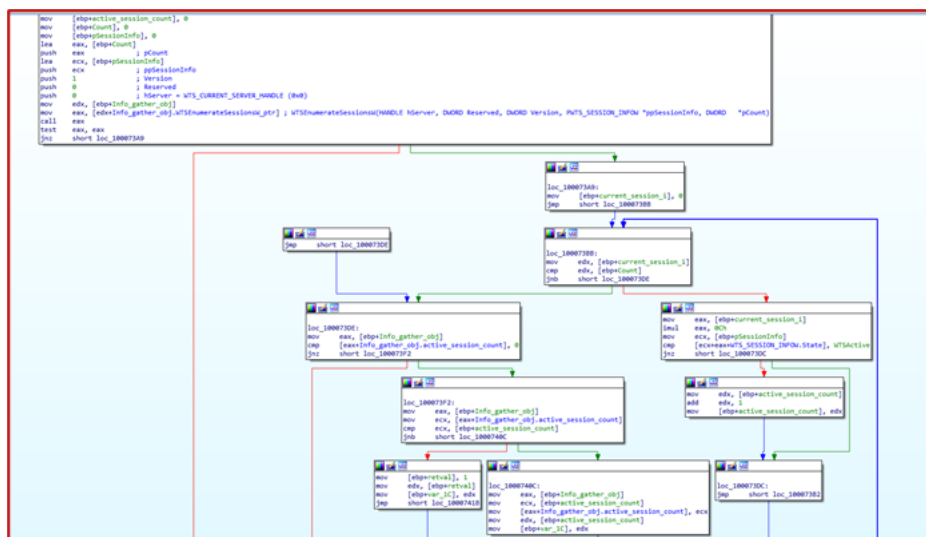 mov     [ebp+active_session_count], 0
mov     [ebp+Count], 0
mov     [ebp+pSessionInfo], 0
lea     eax, [ebp+Count]
push    eax             ; pCount
lea     ecx, [ebp+pSessionInfo]
push    ecx             ; ppSessionInfo
push    1               ; Version
push    0               ; Reserved
push    0               ; hServer = WTS_CURRENT_SERVER_HANDLE (0x0)
mov     edx, [ebp+Info_gather_obj]
mov     eax, [edx+Info_gather_obj.WTSEnumerateSessionsW_ptr] ; WTSEnumerateSessionsW(HANDLE hServer, DWORD Reserved, DWORD Version, PWTS_SESSION_INFOW *ppSessionInfo, DWORD   *pCount)
call    eax
test    eax, eax
jnz     short loc_100073A9
loc_100073A9:
mov     [ebp+current_session_i], 0
jmp     short loc_100073BB
jmp     short loc_100073DE
loc_100073BB:
mov     edx, [ebp+current_session_i]
cmp     edx, [ebp+Count]
jnb     short loc_100073DE
loc_100073DE:
mov     eax, [ebp+Info_gather_obj]
cmp     [eax+Info_gather_obj.active_session_count], 0
jnz     short loc_100073F2
mov     eax, [ebp+current_session_i]
imul    eax, 0Ch
mov     ecx, [ebp+pSessionInfo]
cmp     [ecx+eax+WTS_SESSION_INFOW.State], WTSActive
jnz     short loc_100073DC
loc_100073F2:
mov     eax, [ebp+Info_gather_obj]
mov     ecx, [eax+Info_gather_obj.active_session_count]
cmp     ecx, [ebp+active_session_count]
jnb     short loc_1000740C
mov     edx, [ebp+active_session_count]
add     edx, 1
mov     [ebp+active_session_count], edx
mov     [ebp+retval], 1
mov     edx, [ebp+retval]
mov     [ebp+var_1C], edx
jmp     short loc_1000741B
loc_1000740C:
mov     eax, [ebp+Info_gather_obj]
mov     ecx, [ebp+active_session_count]
mov     [eax+Info_gather_obj.active_session_count], ecx
mov     edx, [ebp+active_session_count]
mov     [ebp+var_1C], edx
loc_100073DC:
jmp     short loc_100073B2